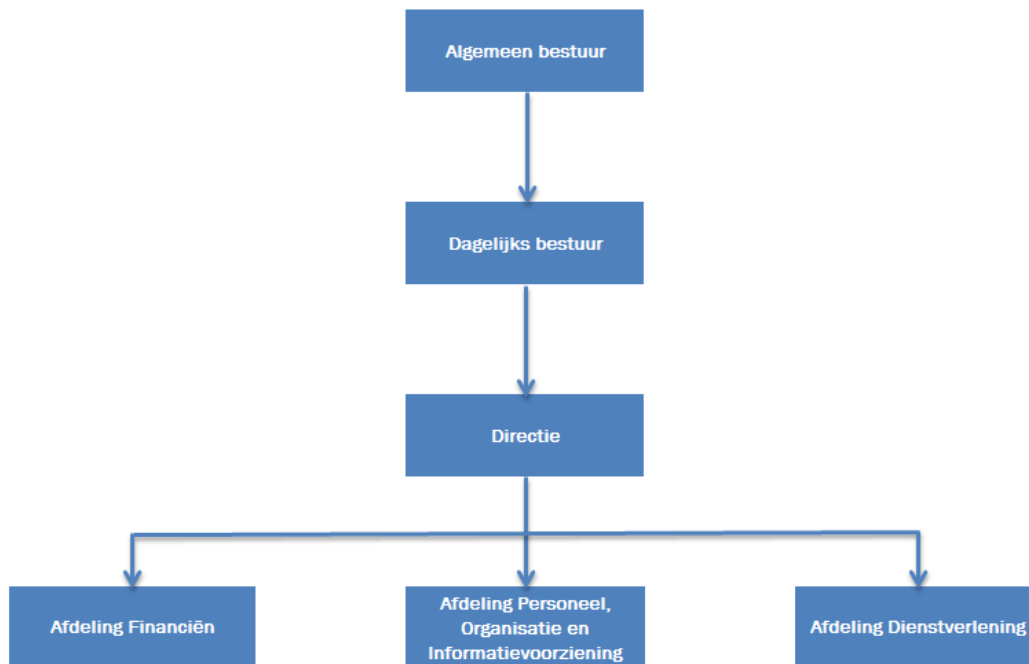 Algemeen bestuur
Dagelijks bestuur
Directie
Afdeling Financiën
Afdeling Personeel,
Organisatie en
Informatievoorziening
Afdeling Dienstverlening